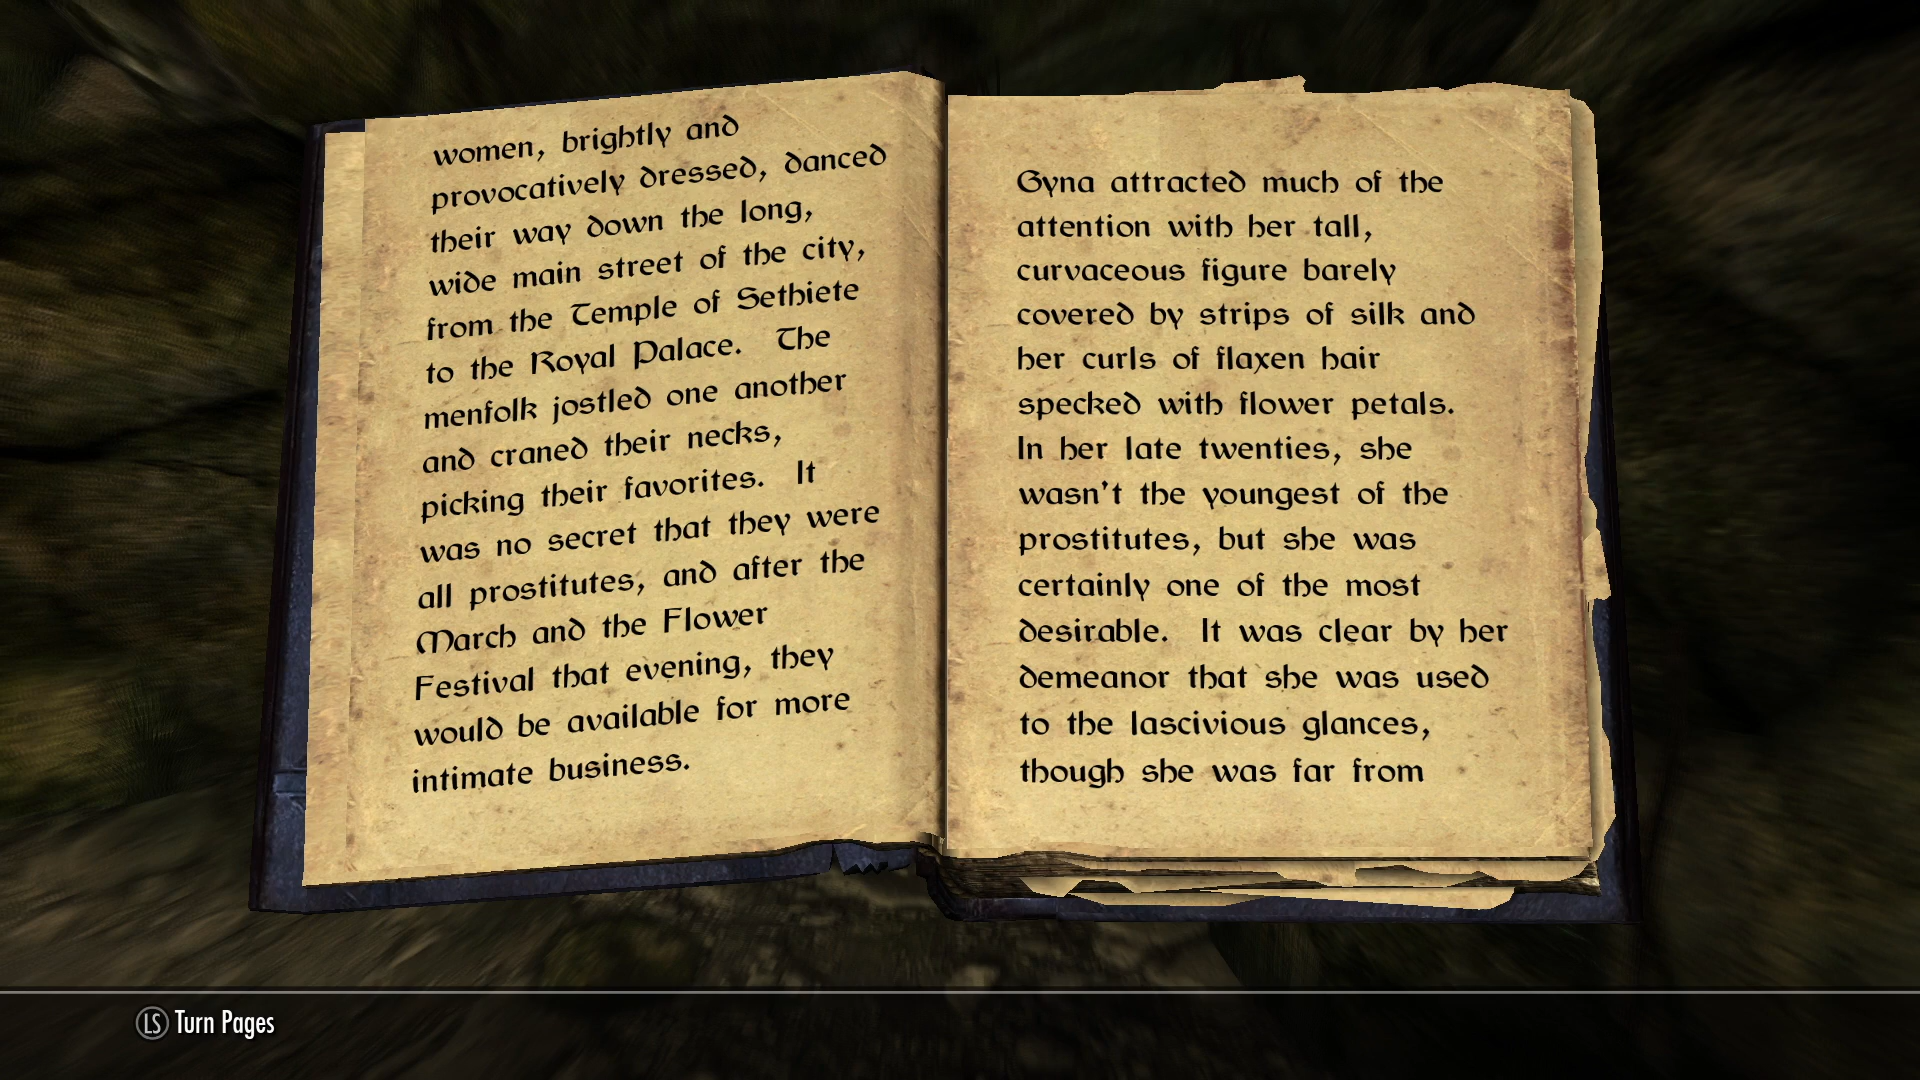 women, brightly and
provocatively dressed, danced
their way down the long,
wide main street of the city,
from the Temple of Sethiete
to the Royal Palace. The
menfolk jostled one another
and craned their necks,
picking their favorites. It
was no secret that they were
all prostitutes, and after the
March and the Flower
Festival that evening, they
would be available for more
intimate business.
Gyna attracted much of the
attention with her tall,
curvaceous figure barely
covered by strips of silk and
her curls of flaxen hair
specked with flower petals.
In her late twenties, she
wasn't the youngest of the
prostitutes, but she was
certainly one of the most
desirable. It was clear by her
demeanor that she was used
to the lascivious glances,
though she was far from
LS Turn Pages